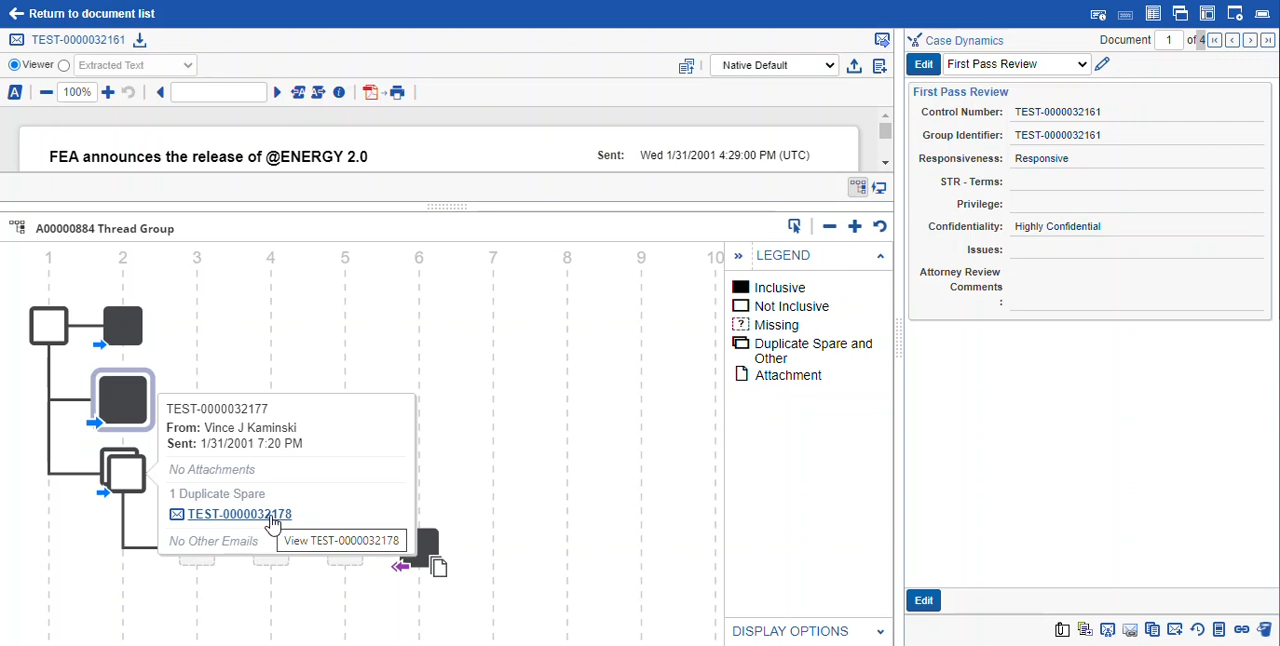 Return to document list
TEST-0000032161
Viewer
Extracted Text
Native Default
100%
FEA announces the release of @ENERGY 2.0
Sent: Wed 1/31/2001 4:29:00 PM (UTC)
A00000884 Thread Group
1 2 3 4 5 6 7 8 9 10
LEGEND
Inclusive
Not Inclusive
? Missing
Duplicate Spare and
Other
Attachment
TEST-0000032177
From: Vince J Kaminski
Sent: 1/31/2001 7:20 PM
No Attachments
1 Duplicate Spare
TEST-0000032178
No Other Emails
View TEST-0000032178
DISPLAY OPTIONS
Case Dynamics
Document 1 of 4
Edit
First Pass Review
First Pass Review
Control Number: TEST-0000032161
Group Identifier: TEST-0000032161
Responsiveness: Responsive
STR - Terms:
Privilege:
Confidentiality: Highly Confidential
Issues:
Attorney Review
Comments
:
Edit